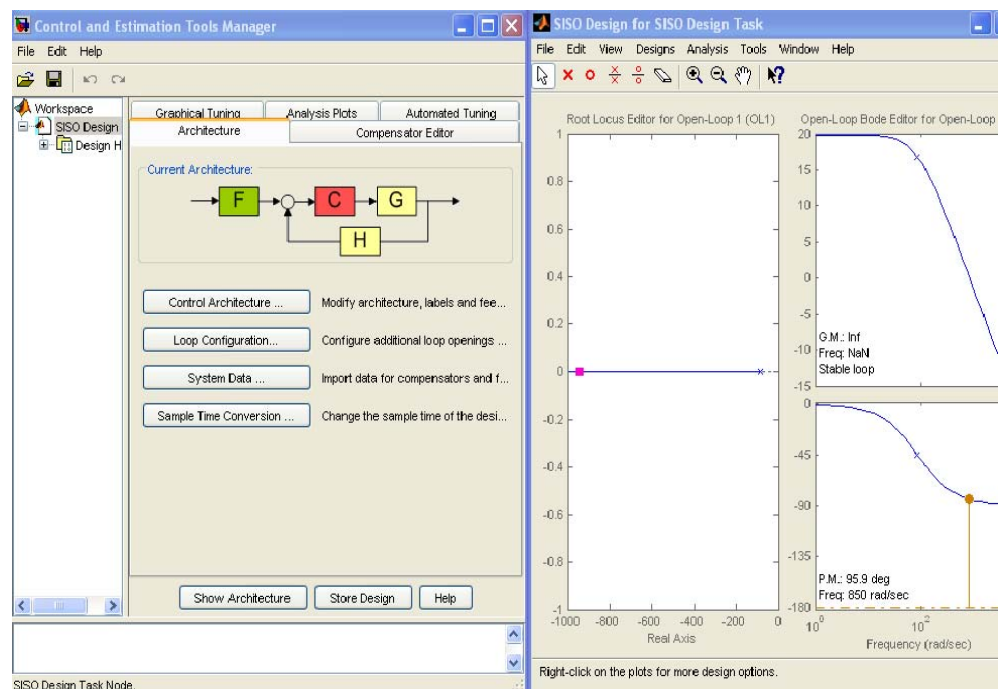 Control and Estimation Tools Manager
File Edit Help
Workspace
SISO Design
Design H
Graphical Tuning Analysis Plots Automated Tuning
Architecture Compensator Editor
Current Architecture:
F C G
H
Control Architecture ... Modify architecture, labels and fee...
Loop Configuration... Configure additional loop openings ...
System Data ... Import data for compensators and f...
Sample Time Conversion ... Change the sample time of the desi...
Show Architecture Store Design Help
SISO Design Task Node.
SISO Design for SISO Design Task
File Edit View Designs Analysis Tools Window Help
Root Locus Editor for Open-Loop 1 (OL1)
1
0.8
0.6
0.4
0.2
0
-0.2
-0.4
-0.6
-0.8
-1
-1000 -800 -600 -400 -200 0
Real Axis
Open-Loop Bode Editor for Open-Loop
20
15
10
5
0
-5
-10
-15
G.M.: Inf
Freq: NaN
Stable loop
0
-45
-90
-135
-180
P.M.: 95.9 deg
Freq: 850 rad/sec
10^0 10^2
Frequency (rad/sec)
Right-click on the plots for more design options.